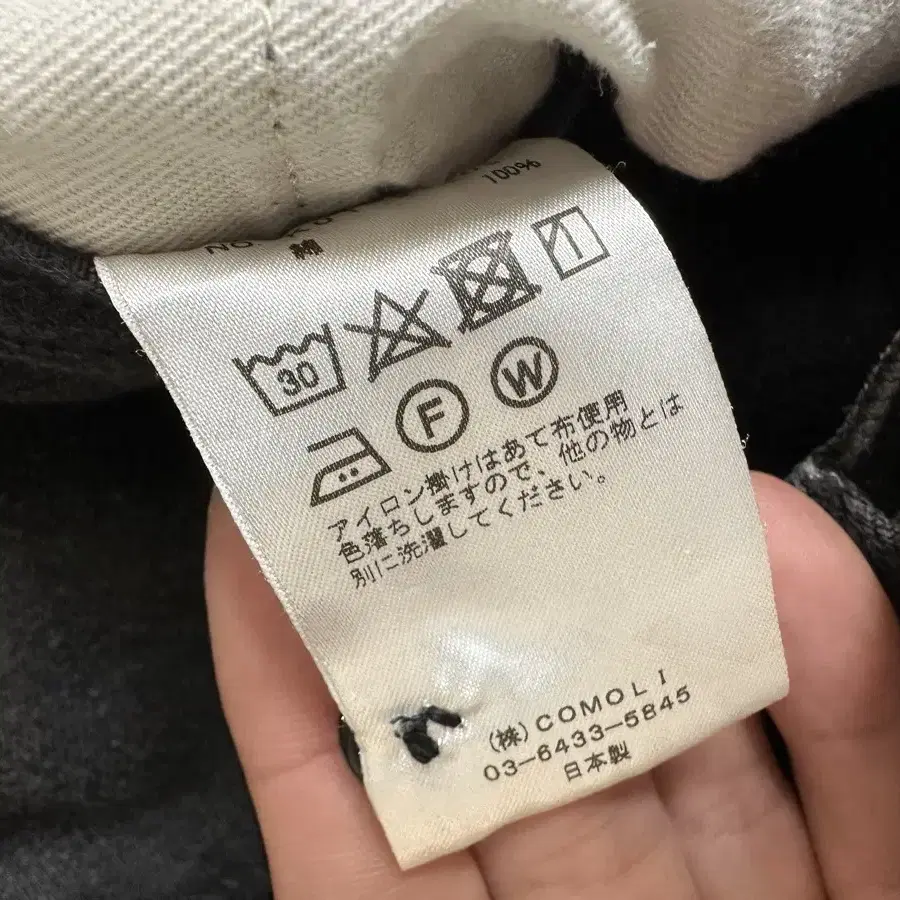 綿 100%
30
F W
アイロン掛けはあて布使用
色落ちしますので、他の物とは
別に洗濯してください。
(株)COMOLI
03-6433-5845
日本製